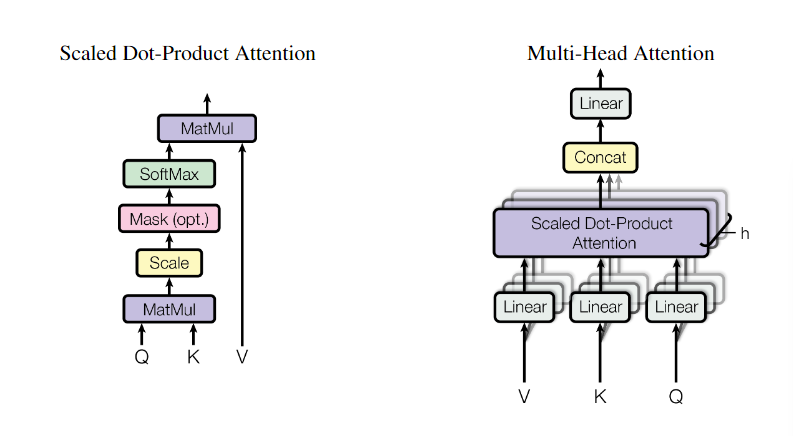 Scaled Dot-Product Attention
MatMul
SoftMax
Mask (opt.)
Scale
MatMul
Q K V
Multi-Head Attention
Linear
Concat
Scaled Dot-Product
Attention
h
Linear Linear Linear
V K Q